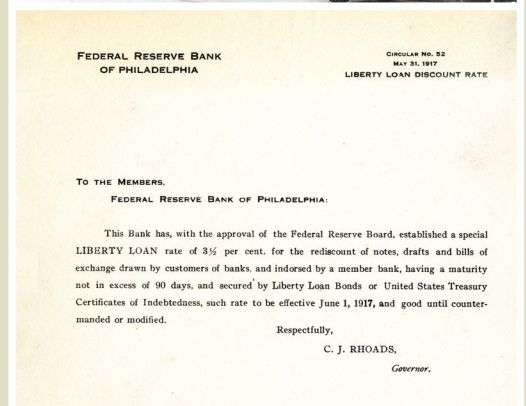 FEDERAL RESERVE BANK
OF PHILADELPHIA
CIRCULAR NO. 52
MAY 31, 1917
LIBERTY LOAN DISCOUNT RATE
TO THE MEMBERS,
FEDERAL RESERVE BANK OF PHILADELPHIA:
This Bank has, with the approval of the Federal Reserve Board, established a special
LIBERTY LOAN rate of 3½ per cent. for the rediscount of notes, drafts and bills of
exchange drawn by customers of banks, and indorsed by a member bank, having a maturity
not in excess of 90 days, and secured by Liberty Loan Bonds or United States Treasury
Certificates of Indebtedness, such rate to be effective June 1, 1917, and good until counter-
manded or modified.
Respectfully,
C. J. RHOADS,
Governor.